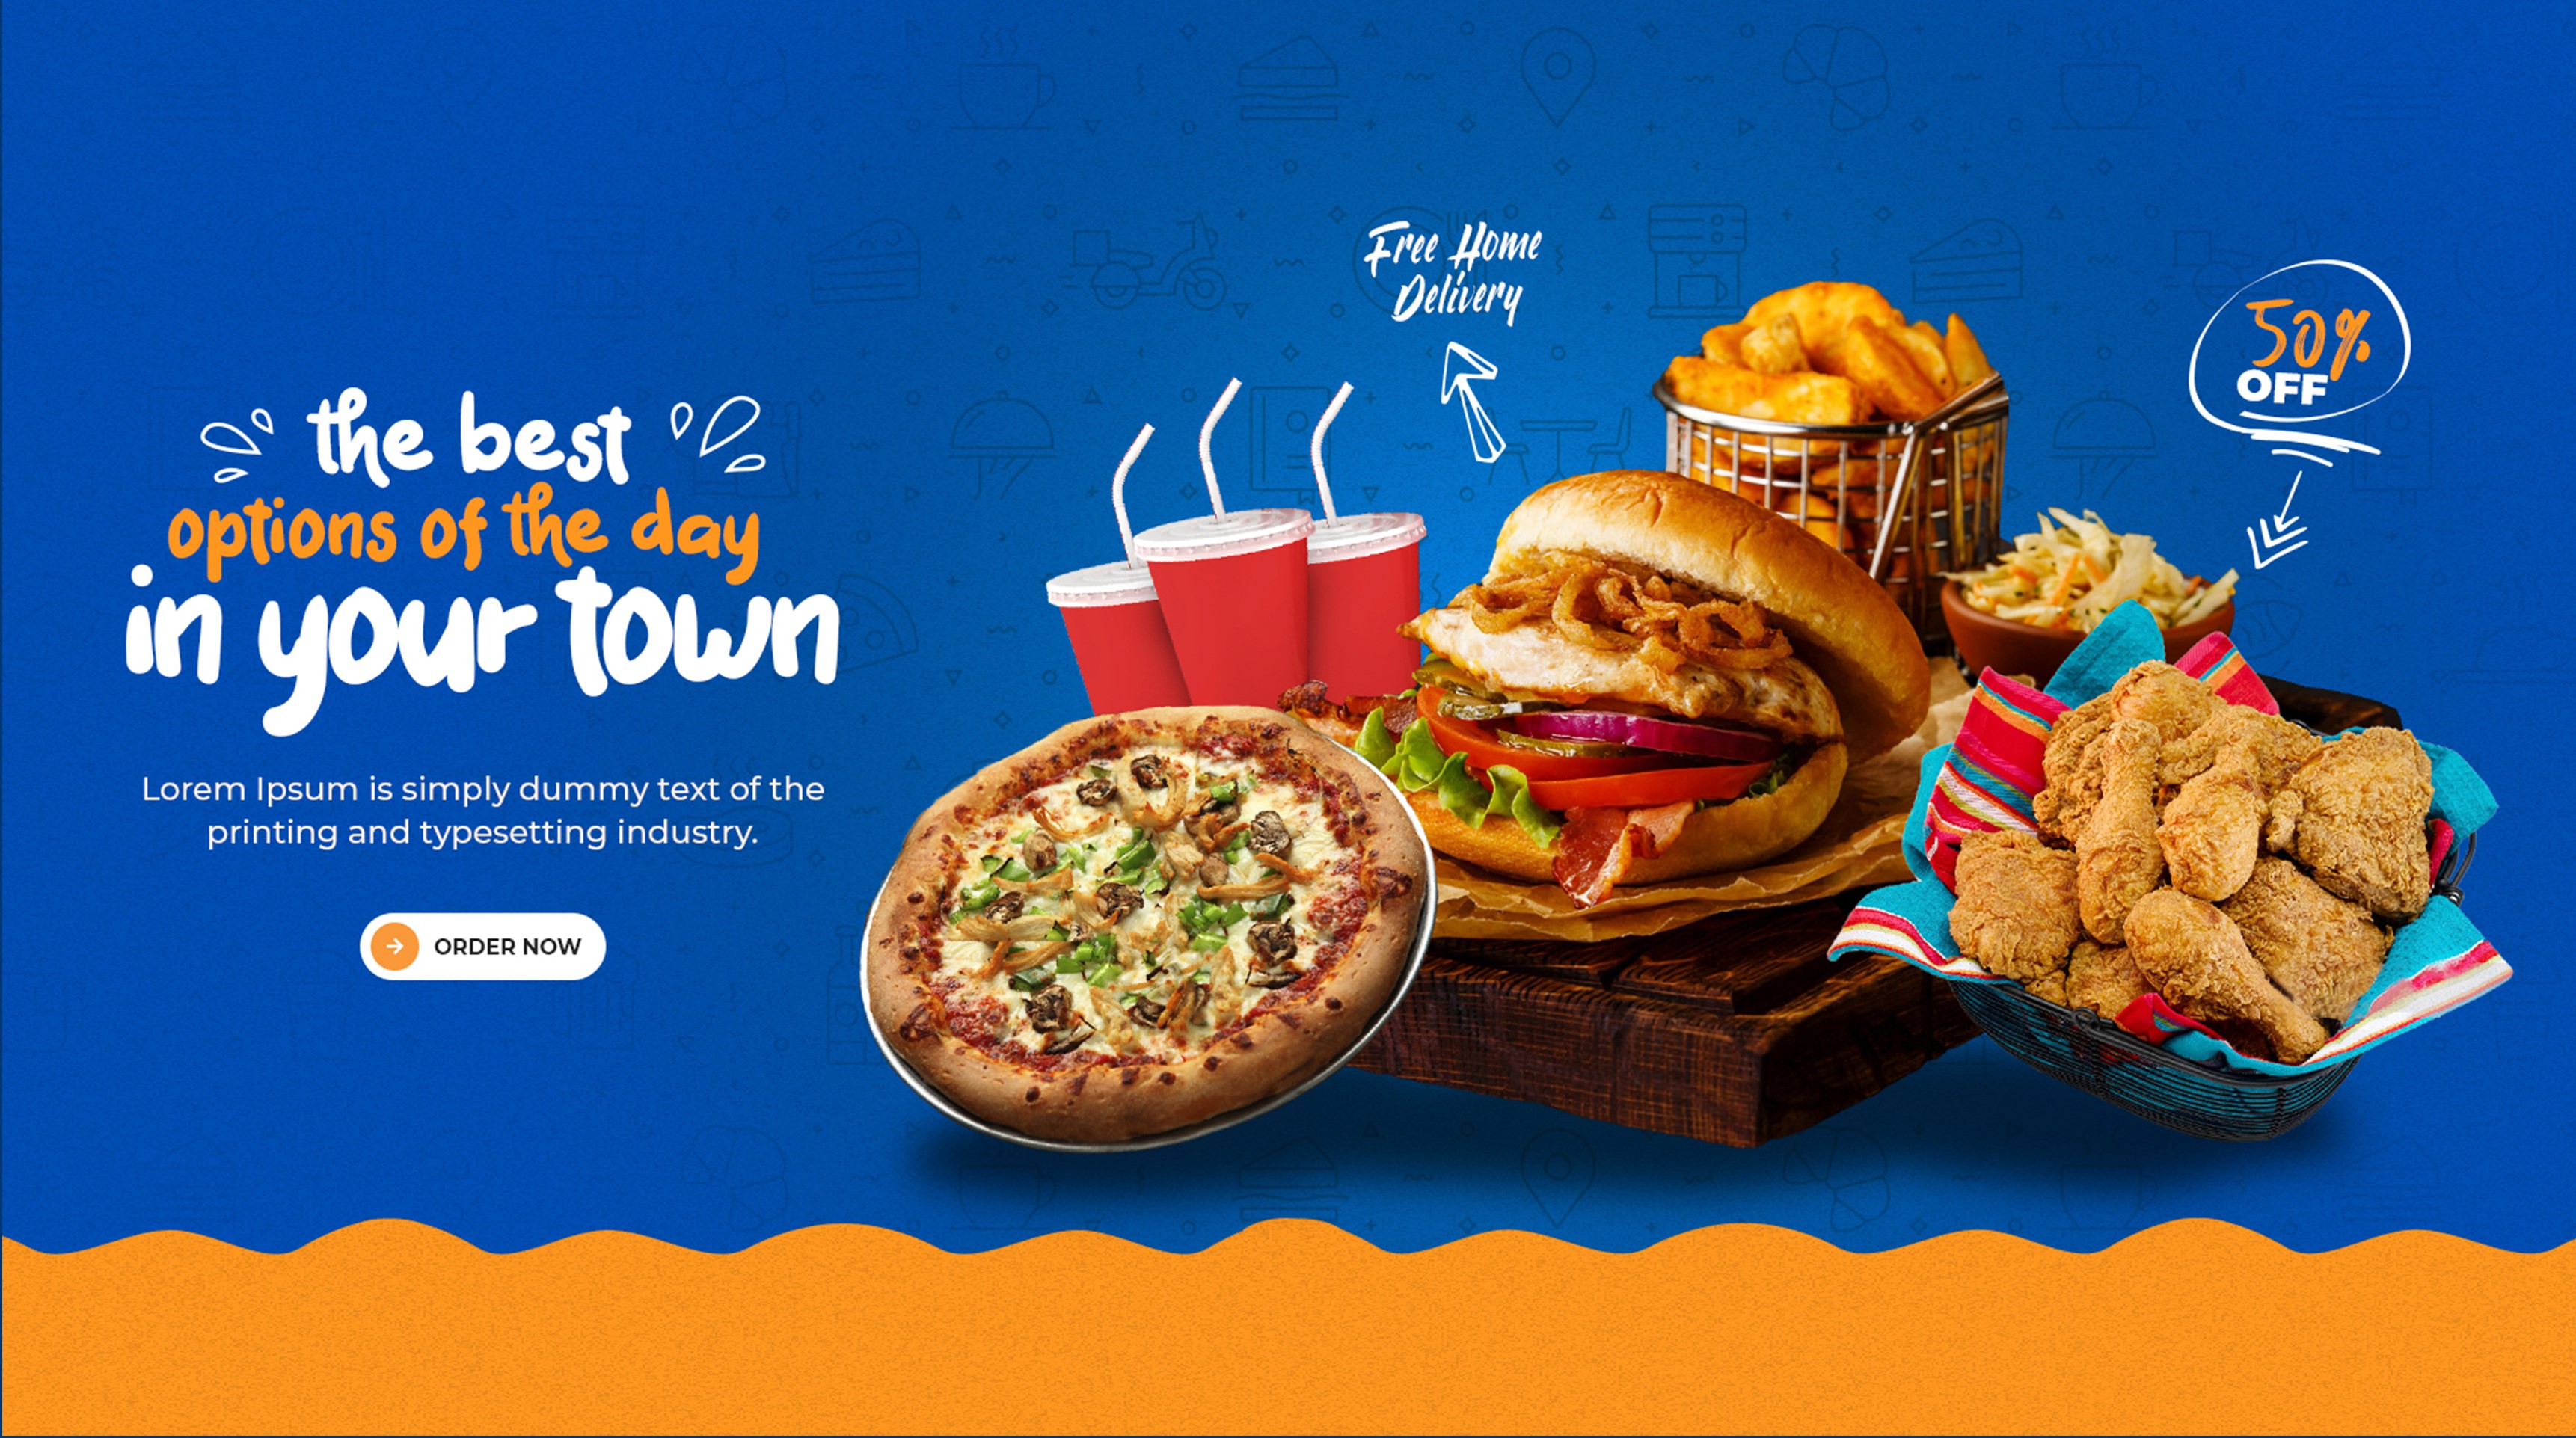 the best
options of the day
in your town
Lorem Ipsum is simply dummy text of the
printing and typesetting industry.
ORDER NOW
Free Home
Delivery
50%
OFF